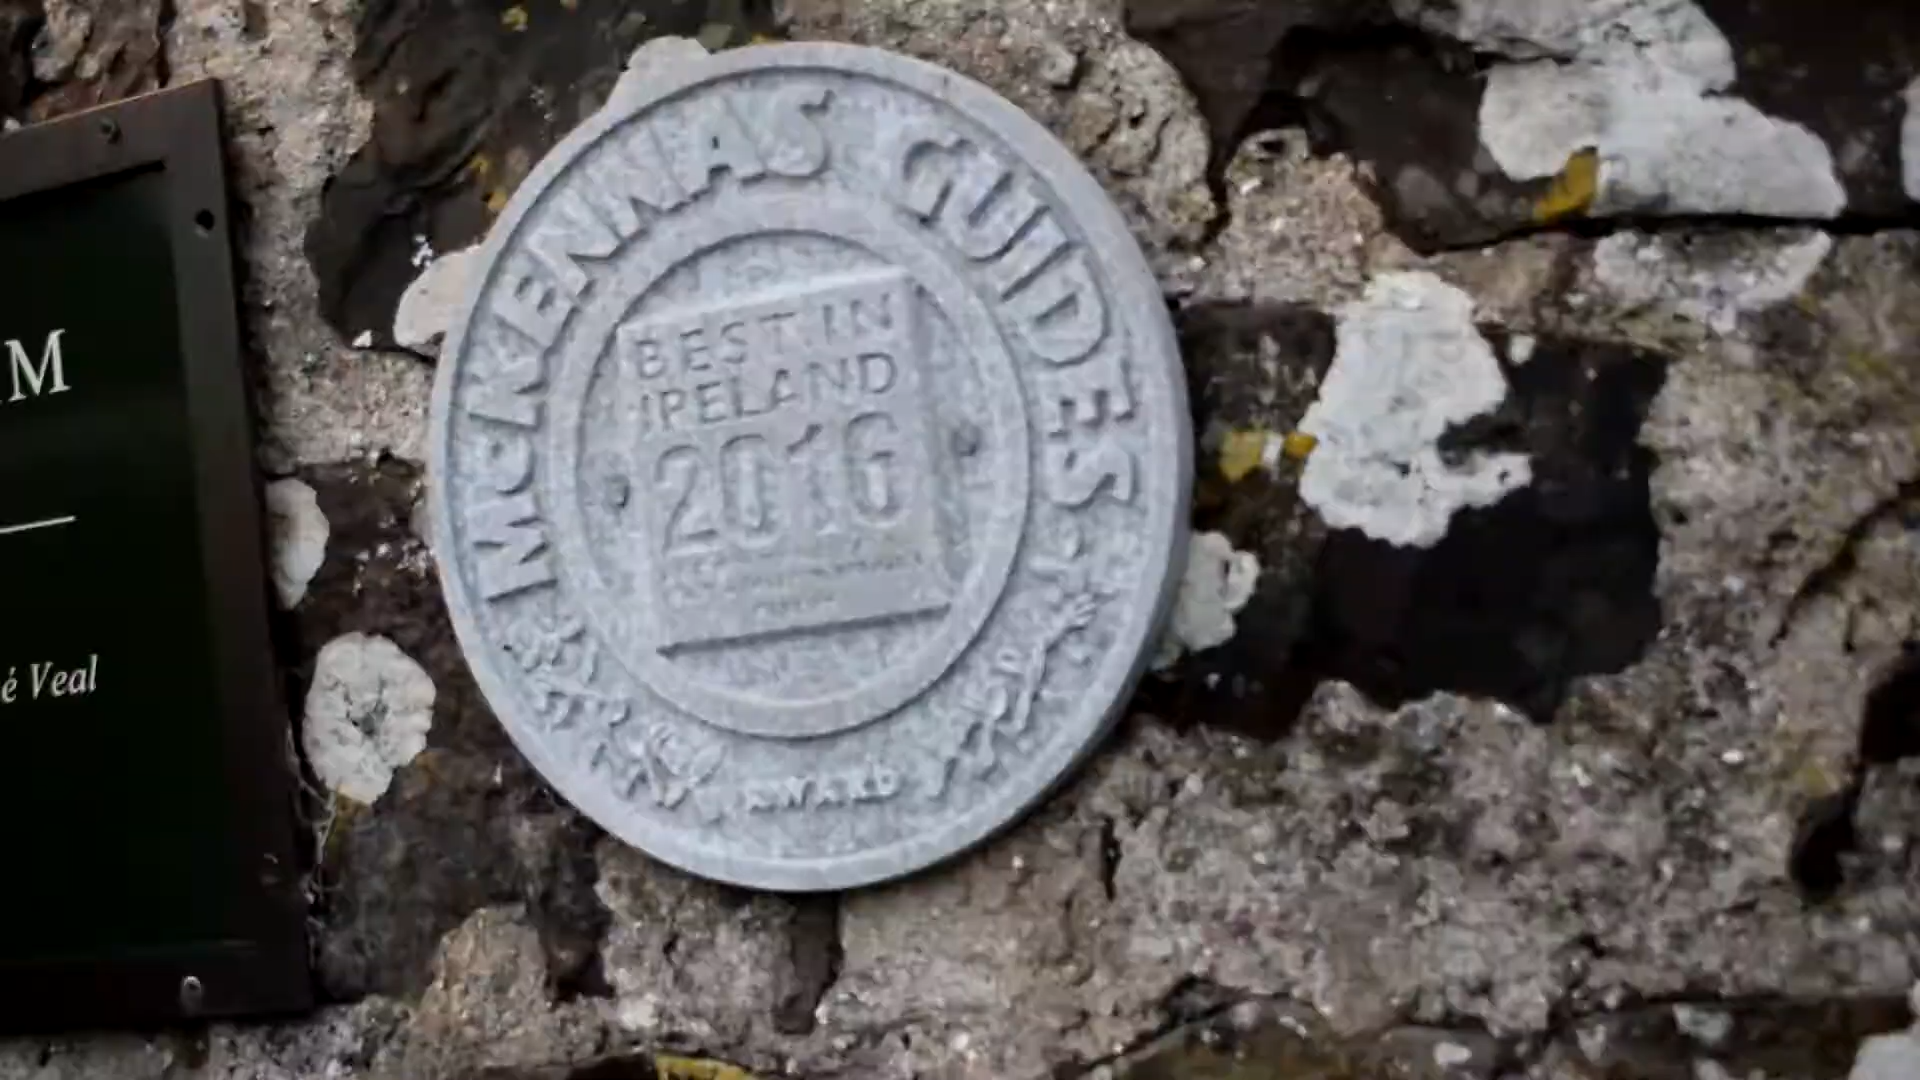 M
é Veal
McKENNAS GUIDES
BEST IN
IRELAND
2016
AWARD